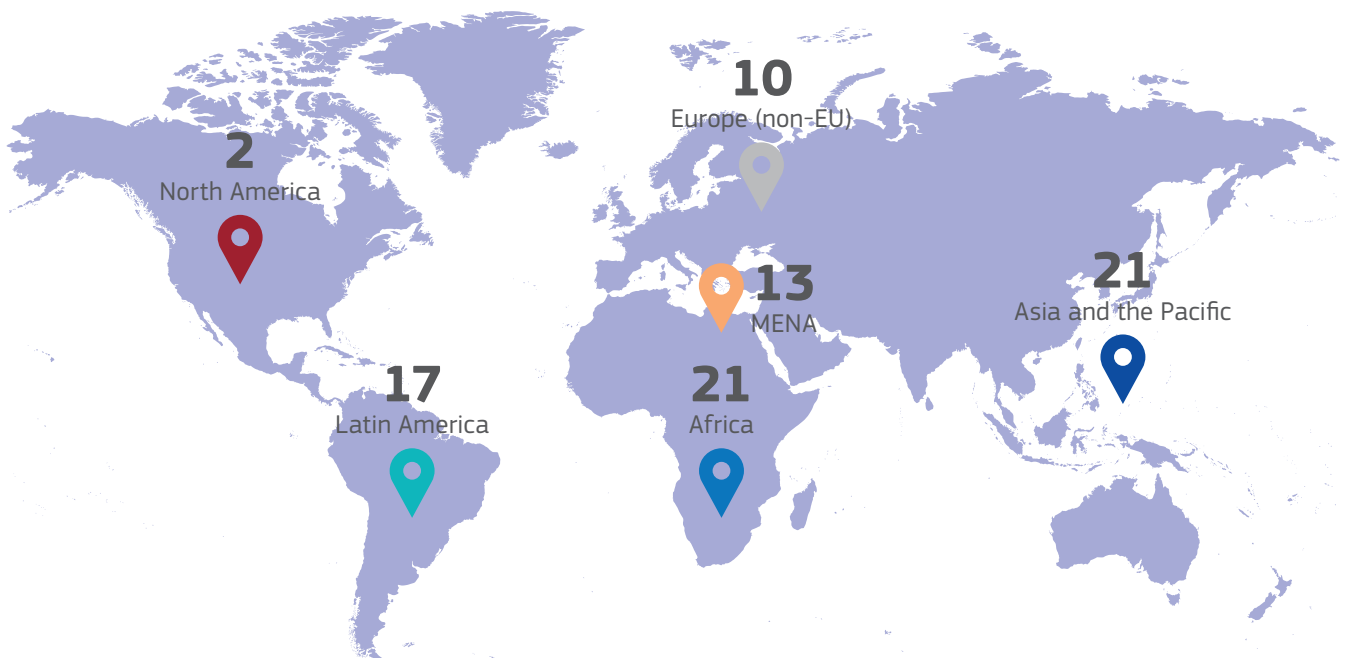 10
Europe (non-EU)
2
North America
21
Asia and the Pacific
13
MENA
17
Latin America
21
Africa